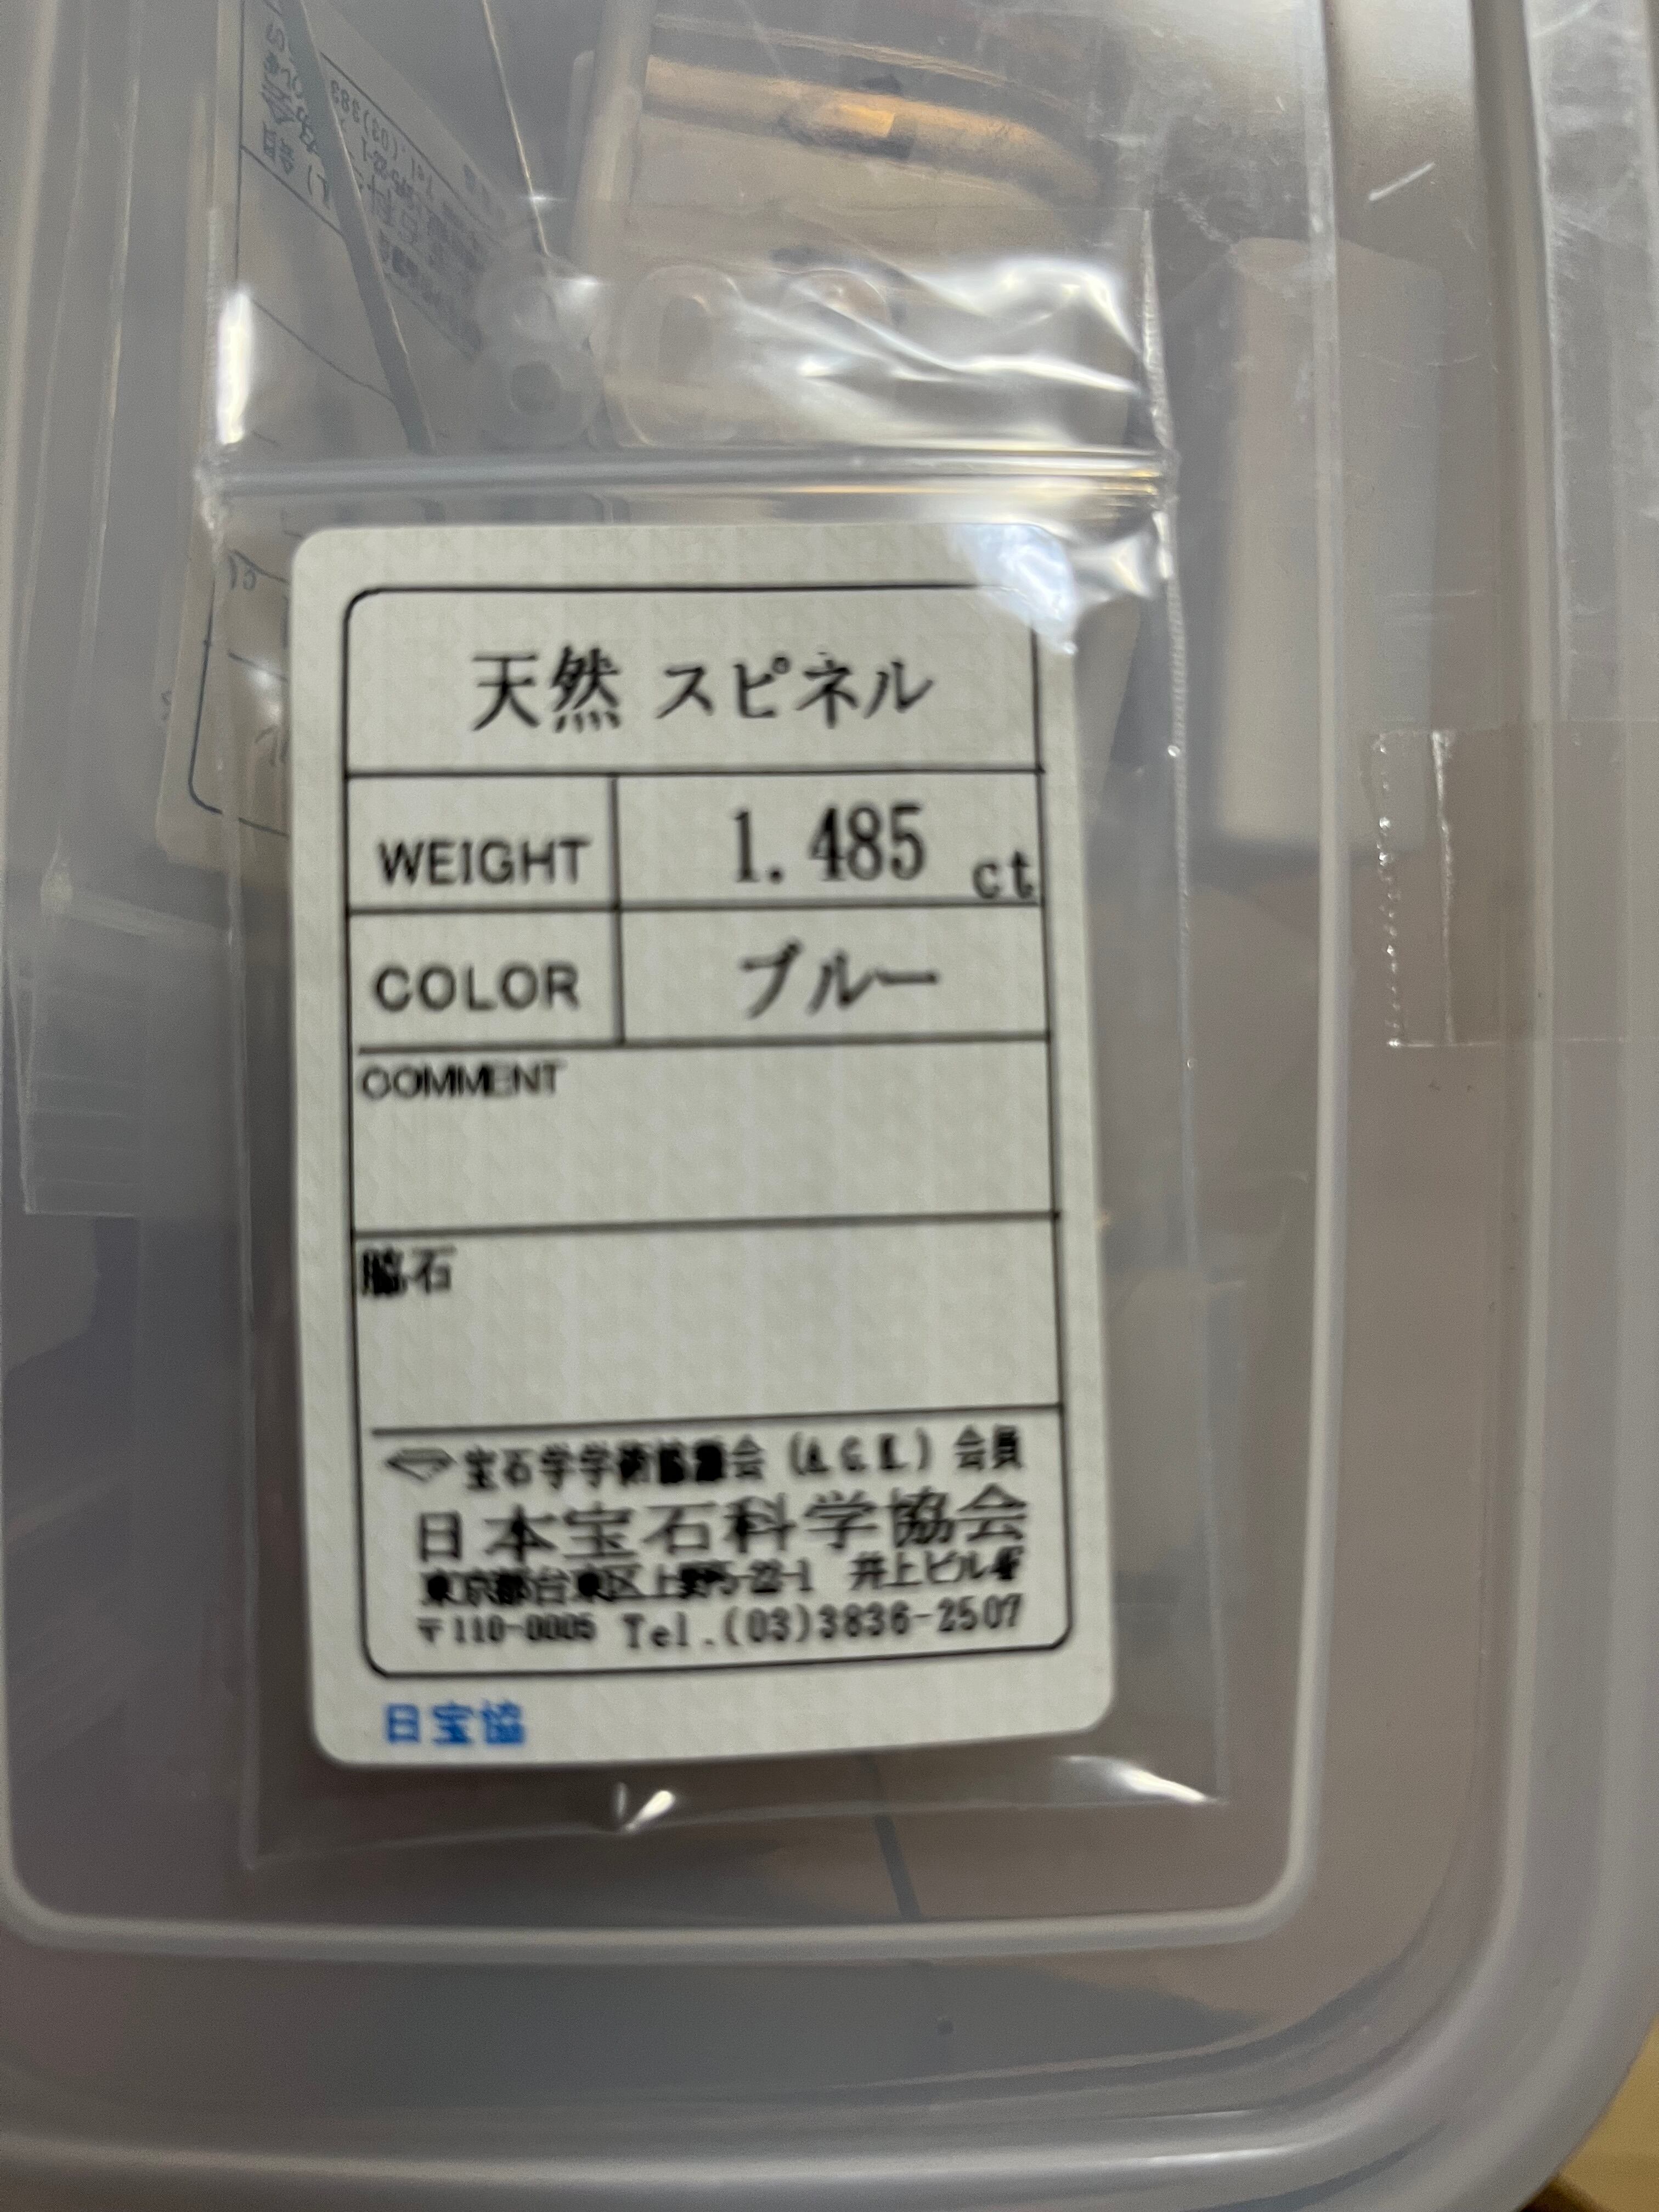 天然 スピネル
WEIGHT 1.485 ct
COLOR ブルー
COMMENT
脇石
宝石学学術協議会 (A.G.K.) 会員
日本宝石科学協会
東京都台東区上野5-22-1 井上ビル4F
〒110-0005 Tel.(03)3836-2507
日宝協